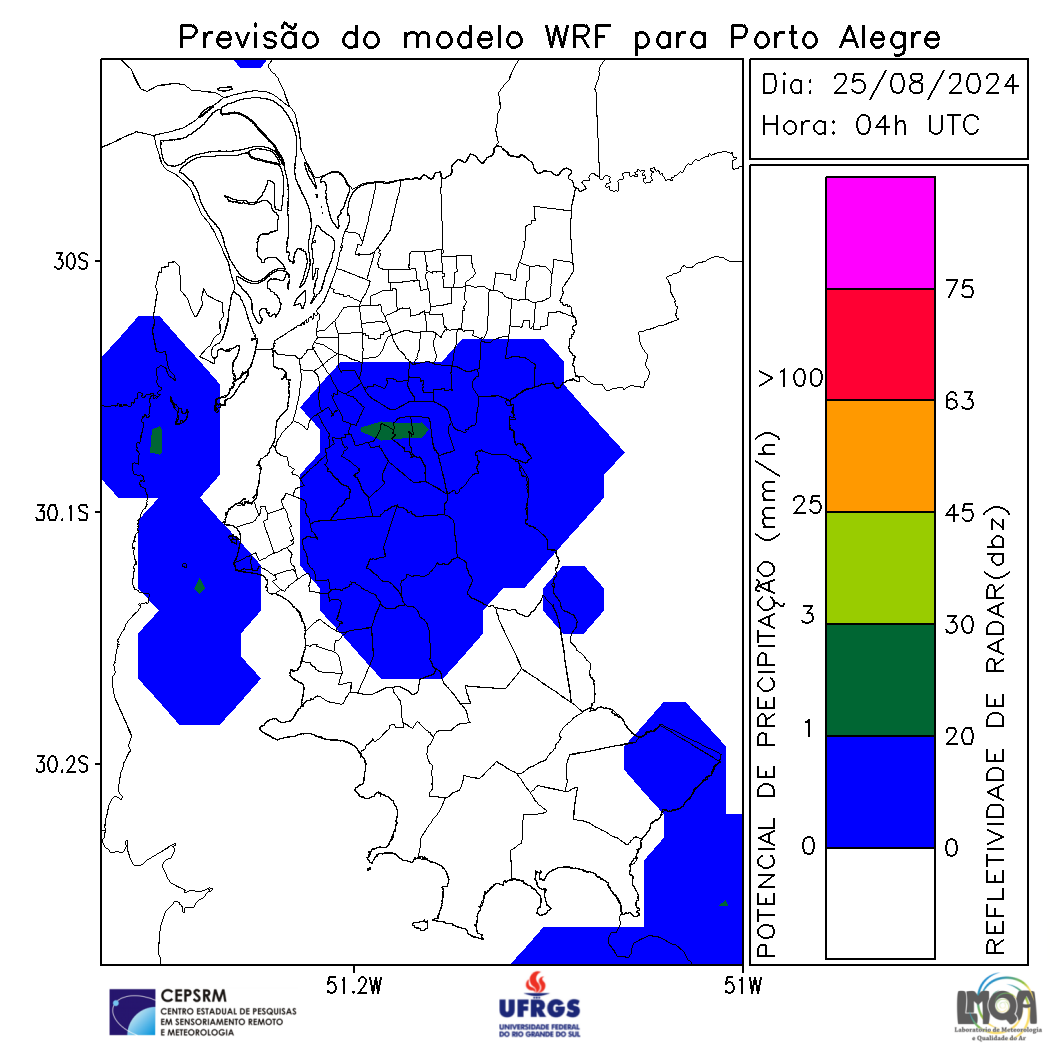 Previsão do modelo WRF para Porto Alegre
Dia: 25/08/2024
Hora: 04h UTC
30S
30.1S
30.2S
51.2W
51W
POTENCIAL DE PRECIPITAÇÃO (mm/h)
>100
25
3
1
0
75
63
45
30
20
0
REFLETIVIDADE DE RADAR(dbz)
CEPSRM
CENTRO ESTADUAL DE PESQUISAS
EM SENSORIAMENTO REMOTO
E METEOROLOGIA
UFRGS
UNIVERSIDADE FEDERAL
DO RIO GRANDE DO SUL
LMQA
Laboratório de Meteorologia
e Qualidade do Ar